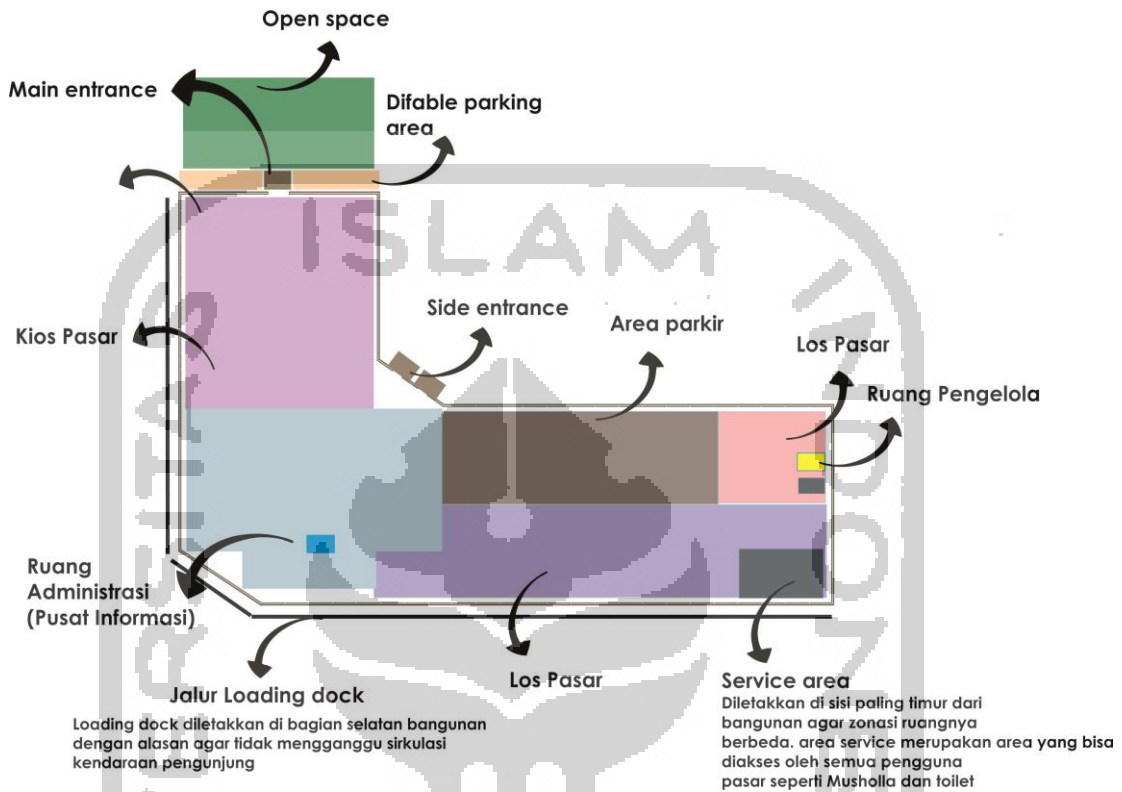 Open space
Main entrance
Difable parking
area
ISLAM
Side entrance
Area parkir
Kios Pasar
Los Pasar
Ruang Pengelola
Ruang
Administrasi
(Pusat Informasi)
Jalur Loading dock
Loading dock diletakkan di bagian selatan bangunan
dengan alasan agar tidak mengganggu sirkulasi
kendaraan pengunjung
Los Pasar
Service area
Diletakkan di sisi paling timur dari
bangunan agar zonasi ruangnya
berbeda. area service merupakan area yang bisa
diakses oleh semua pengguna
pasar seperti Musholla dan toilet